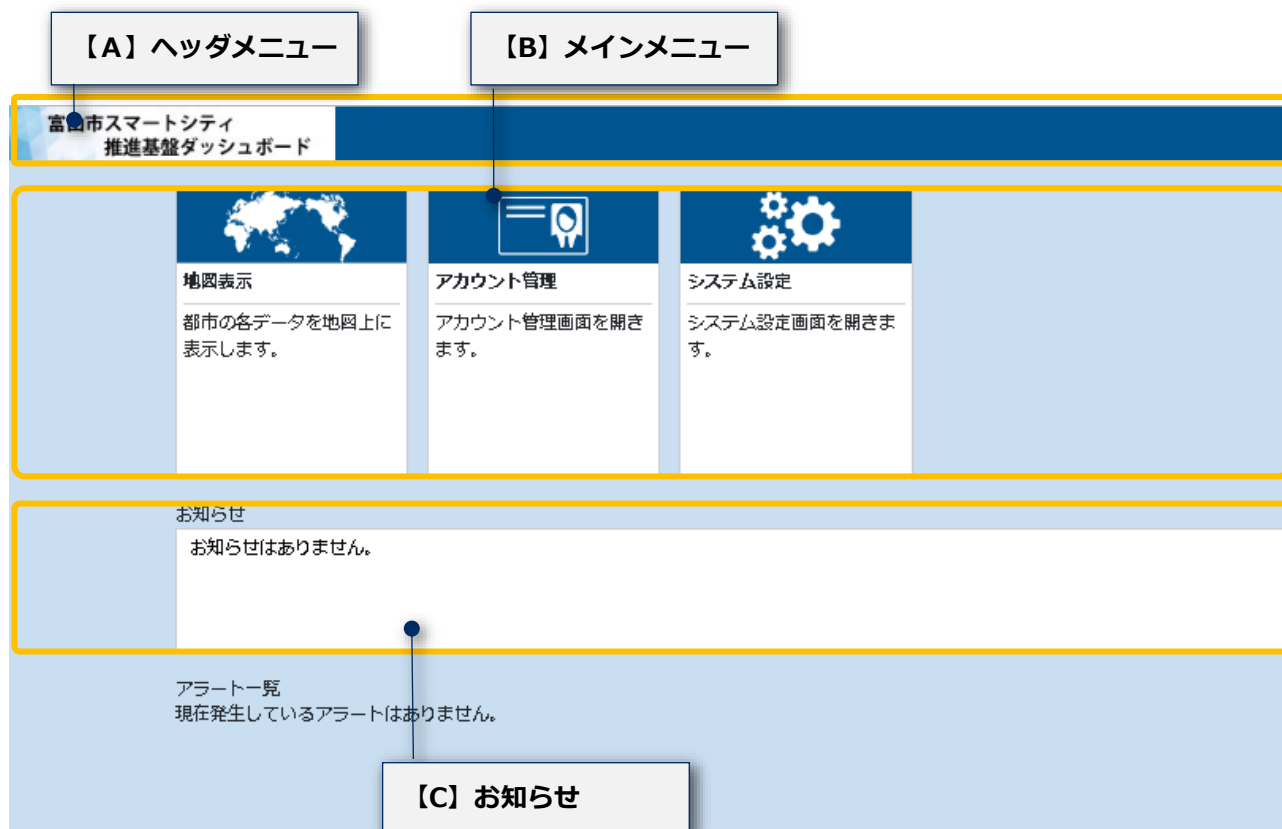 【A】ヘッダメニュー
【B】メインメニュー
富山市スマートシティ
推進基盤ダッシュボード
地図表示
都市の各データを地図上に
表示します。
アカウント管理
アカウント管理画面を開き
ます。
システム設定
システム設定画面を開きま
す。
お知らせ
お知らせはありません。
アラート一覧
現在発生しているアラートはありません。
【C】お知らせ